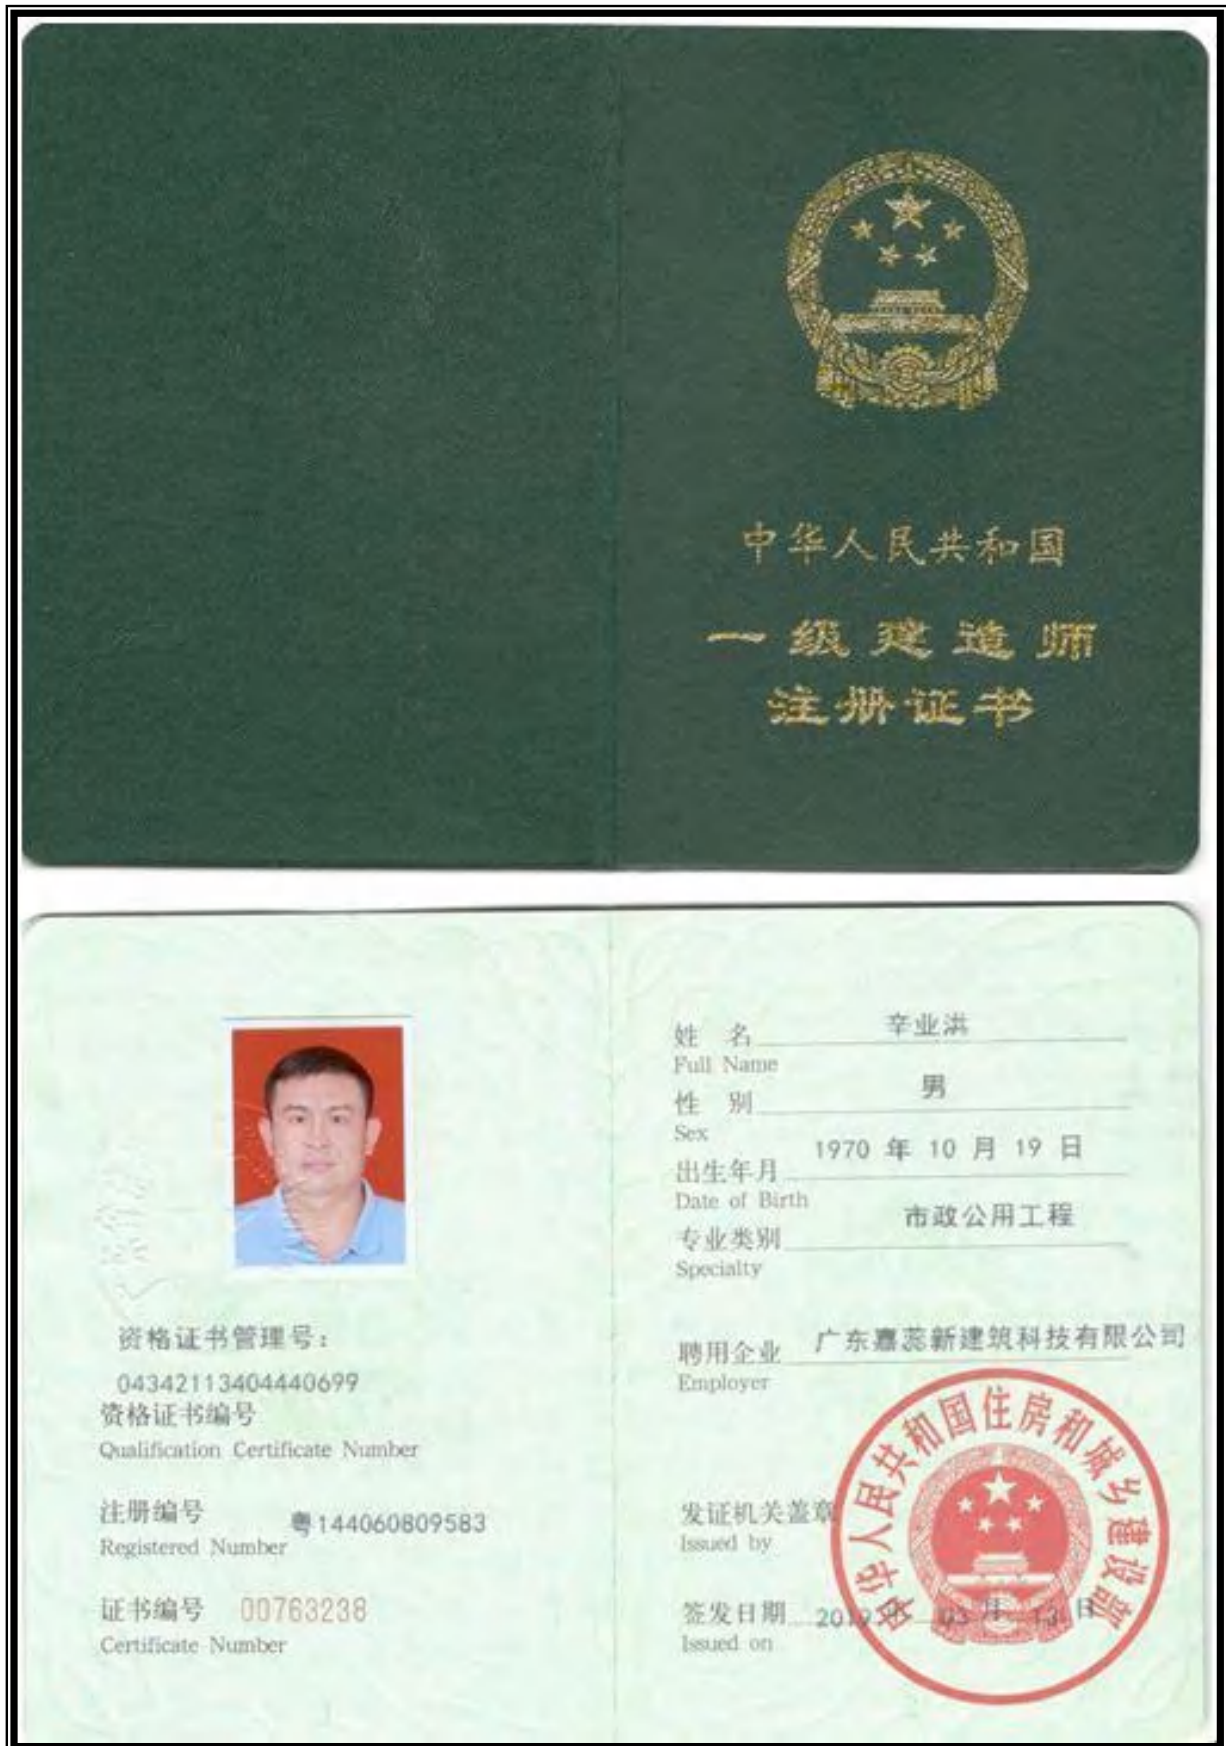 中华人民共和国
一级建造师
注册证书
资格证书管理号：
04342113404440699
资格证书编号
Qualification Certificate Number
注册编号 粤144060809583
Registered Number
证书编号 00763238
Certificate Number
姓 名 辛业洪
Full Name
性 别 男
Sex
出生年月 1970 年 10 月 19 日
Date of Birth
专业类别 市政公用工程
Specialty
聘用企业 广东嘉蕊新建筑科技有限公司
Employer
中华人民共和国住房和城乡建设部
发证机关盖章
Issued by
签发日期 2019 年 03 月 13 日
Issued on